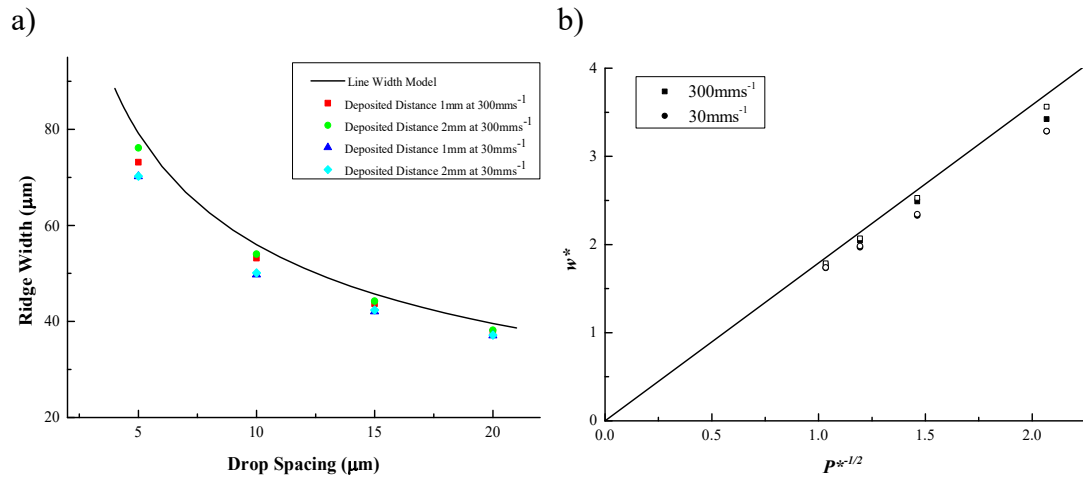 a)
Ridge Width (μm)
80
60
40
20
5
10
15
20
Drop Spacing (μm)
Line Width Model
Deposited Distance 1mm at 300mms⁻¹
Deposited Distance 2mm at 300mms⁻¹
Deposited Distance 1mm at 30mms⁻¹
Deposited Distance 2mm at 30mms⁻¹
b)
w*
4
3
2
1
0
0.0
0.5
1.0
1.5
2.0
P*⁻¹/²
300mms⁻¹
30mms⁻¹